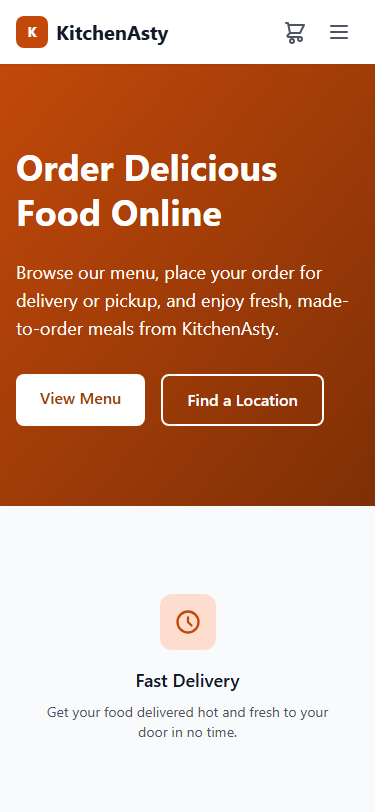 K
KitchenAsty
Order Delicious
Food Online
Browse our menu, place your order for
delivery or pickup, and enjoy fresh, made-
to-order meals from KitchenAsty.
View Menu
Find a Location
Fast Delivery
Get your food delivered hot and fresh to your
door in no time.